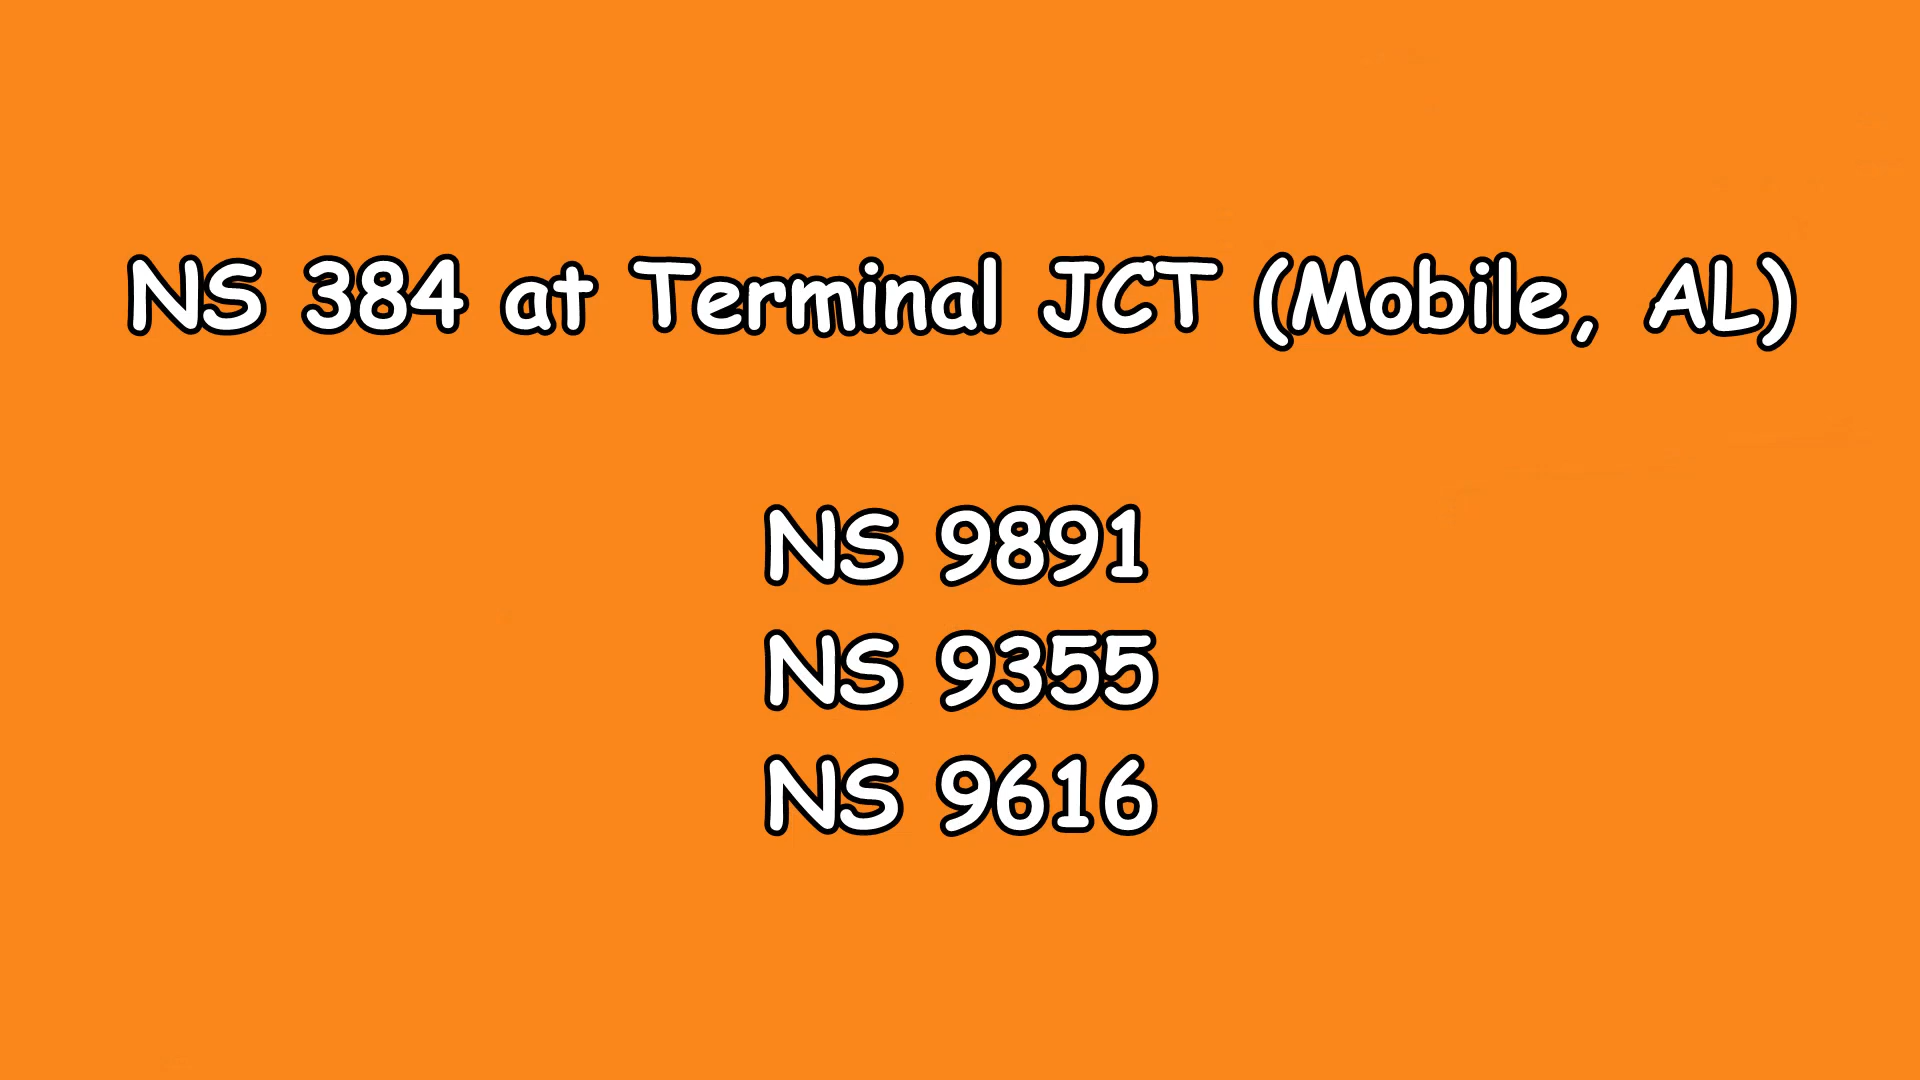 NS 384 at Terminal JCT (Mobile, AL)
NS 9891
NS 9355
NS 9616